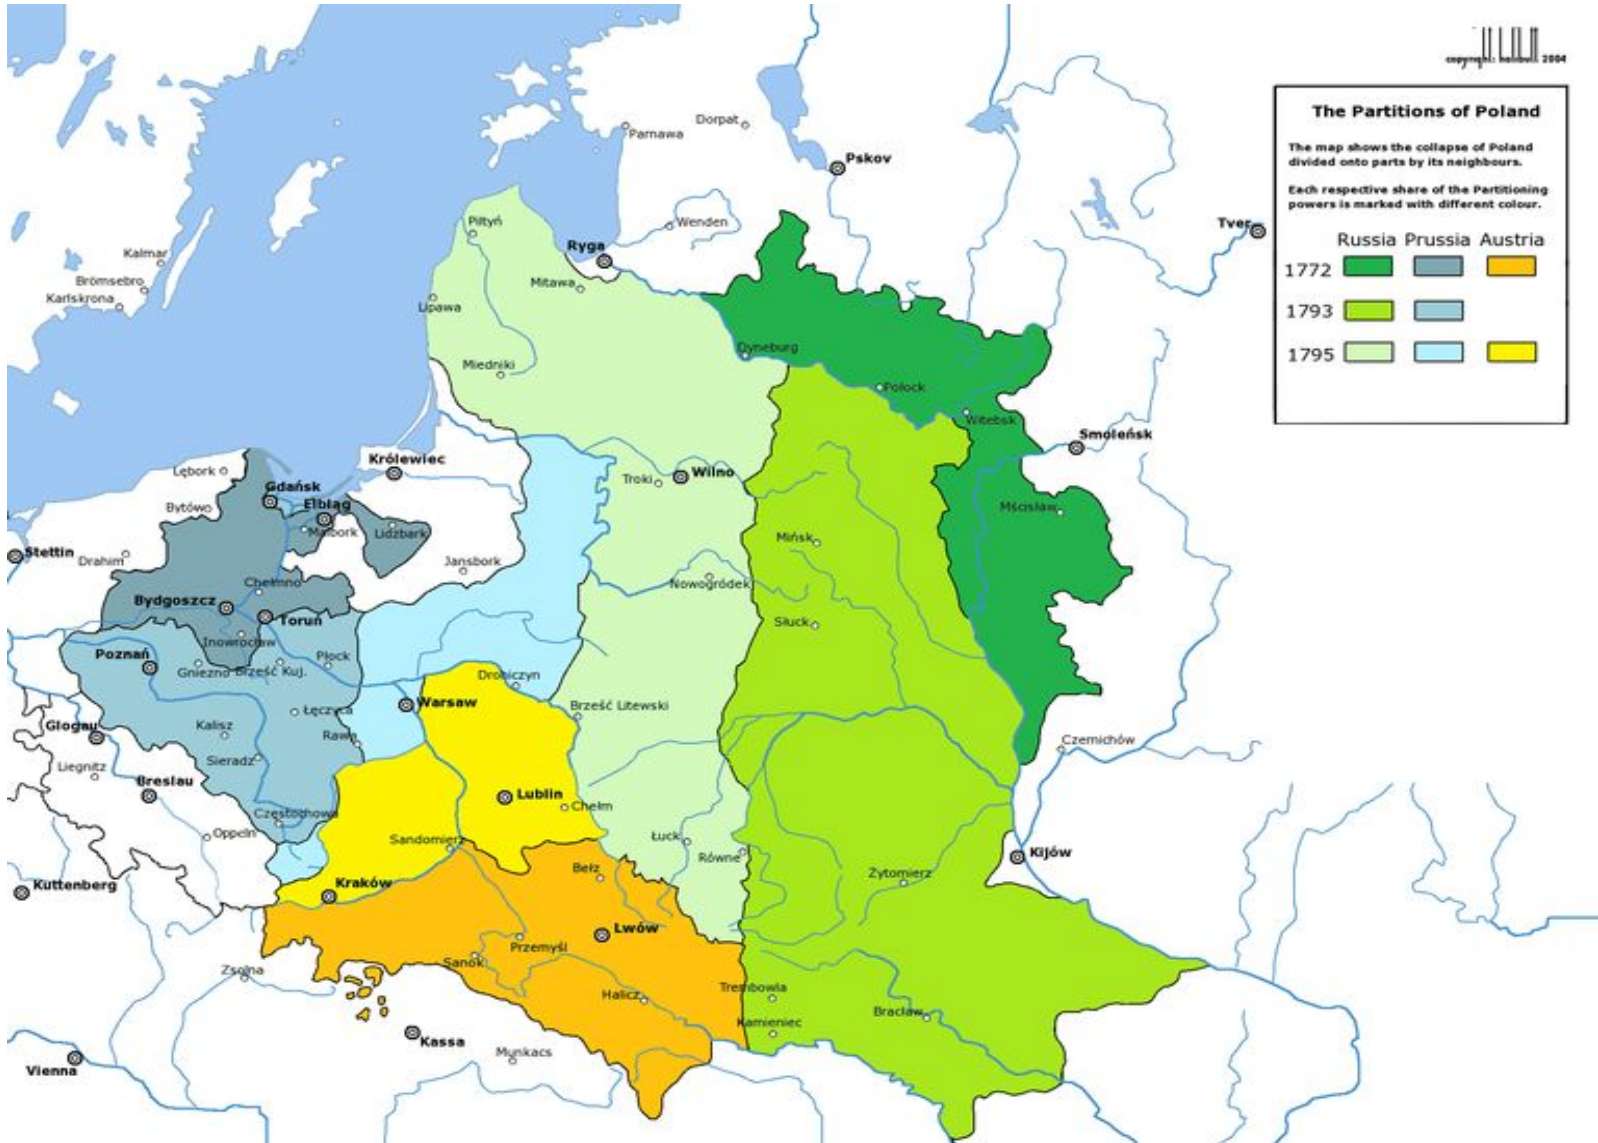 copyright: halibutt 2004
The Partitions of Poland
The map shows the collapse of Poland
divided onto parts by its neighbours.
Each respective share of the Partitioning
powers is marked with different colour.
Russia Prussia Austria
1772
1793
1795
Dorpat
Parnawa
Pskov
Piltyń
Wenden
Tver
Kalmar
Ryga
Brömsebro
Mitawa
Karlskrona
Lipawa
Dyneburg
Miedniki
Połock
Witebsk
Smoleńsk
Królewiec
Lębork
Wilno
Troki
Gdańsk
Elbląg
Bytów
Malbork
Lidzbark
Mścisław
Stettin
Drahim
Jansbork
Mińsk
Chełmno
Nowogródek
Bydgoszcz
Toruń
Słuck
Inowrocław
Poznań
Płock
Gniezno
Brześć Kuj.
Drohiczyn
Warsaw
Łęczyca
Brześć Litewski
Glogau
Kalisz
Rawa
Czernichów
Liegnitz
Sieradz
Breslau
Lublin
Chełm
Częstochowa
Oppeln
Sandomierz
Łuck
Równe
Kijów
Bełz
Żytomierz
Kuttenberg
Kraków
Lwów
Przemyśl
Sanok
Zsolna
Halicz
Trembowla
Bracław
Kamieniec
Kassa
Munkacs
Vienna